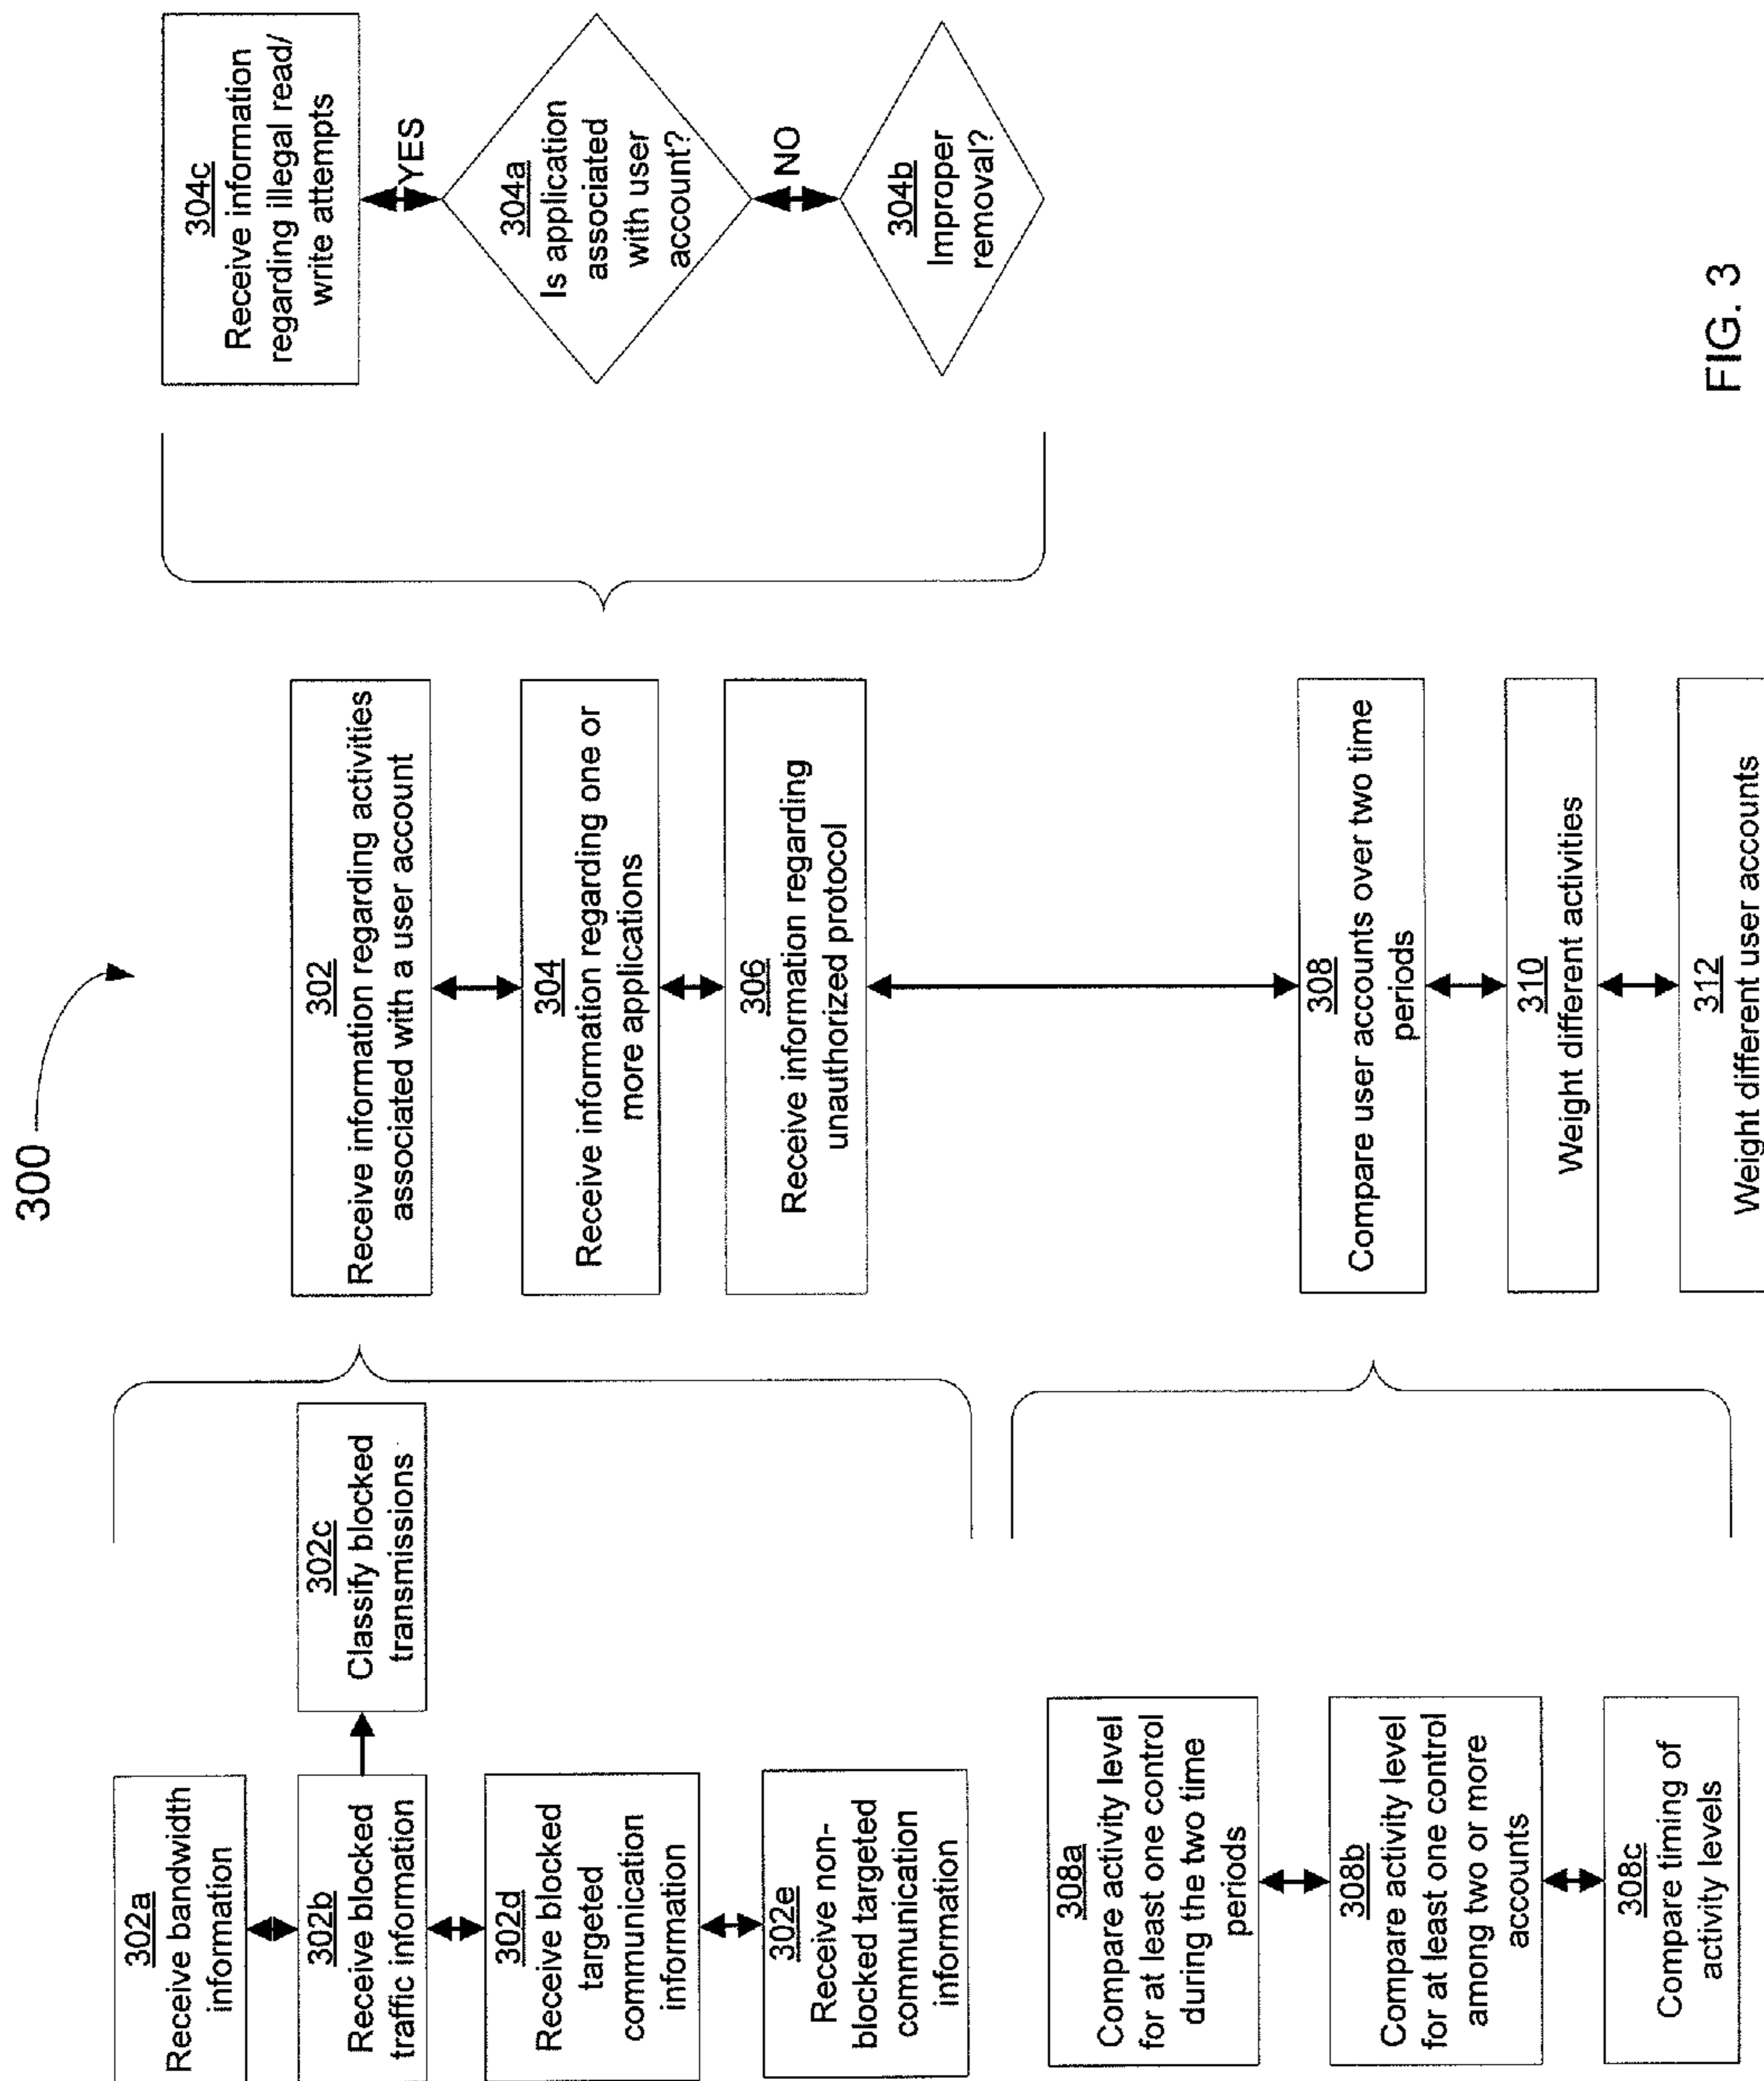 300
302a
Receive bandwidth
information
302b
Receive blocked
traffic information
302c
Classify blocked
transmissions
302d
Receive blocked
targeted
communication
information
302e
Receive non-
blocked targeted
communication
information
302
Receive information regarding activities
associated with a user account
304
Receive information regarding one or
more applications
306
Receive information regarding
unauthorized protocol
304c
Receive information
regarding illegal read/
write attempts
YES
304a
Is application
associated
with user
account?
NO
304b
Improper
removal?
308a
Compare activity level
for at least one control
during the two time
periods
308b
Compare activity level
for at least one control
among two or more
accounts
308c
Compare timing of
activity levels
308
Compare user accounts over two time
periods
310
Weight different activities
312
Weight different user accounts
FIG. 3